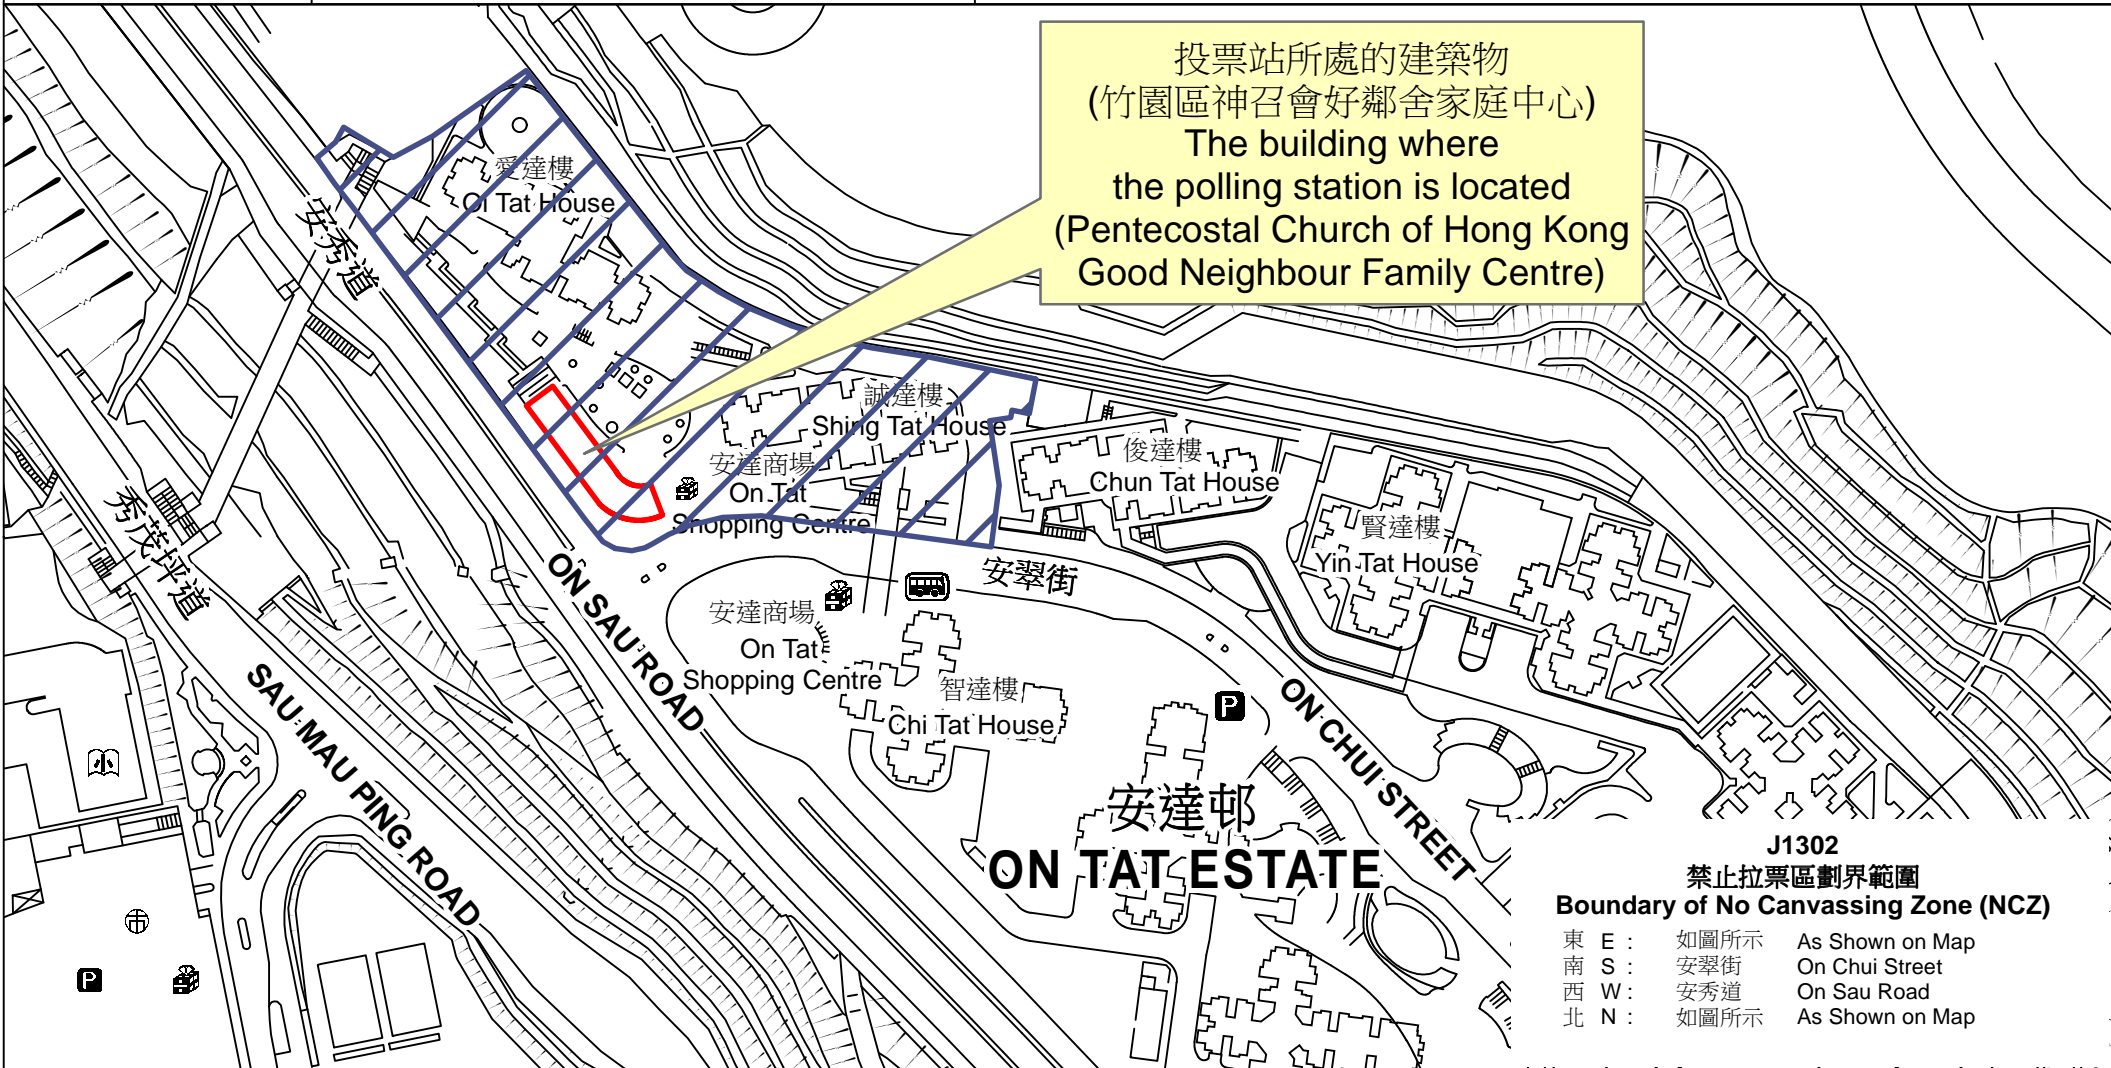 投票站所處的建築物
(竹園區神召會好鄰舍家庭中心)
The building where
the polling station is located
(Pentecostal Church of Hong Kong
Good Neighbour Family Centre)
愛達樓
Oi Tat House
安秀道
誠達樓
Shing Tat House
安達商場
On Tat
Shopping Centre
俊達樓
Chun Tat House
賢達樓
Yin Tat House
秀茂坪道
ON SAU ROAD
安翠街
安達商場
On Tat
Shopping Centre
智達樓
Chi Tat House
P
ON CHUI STREET
SAU MAU PING ROAD
安達邨
ON TAT ESTATE
市
P
J1302
禁止拉票區劃界範圍
Boundary of No Canvassing Zone (NCZ)
東 E : 如圖所示 As Shown on Map
南 S : 安翠街 On Chui Street
西 W : 安秀道 On Sau Road
北 N : 如圖所示 As Shown on Map